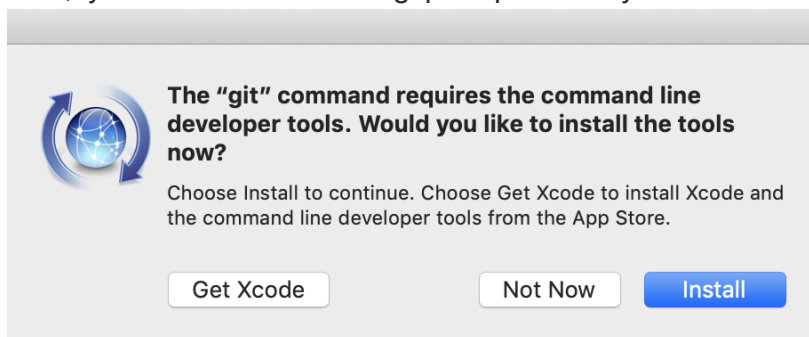 The “git” command requires the command line
developer tools. Would you like to install the tools
now?
Choose Install to continue. Choose Get Xcode to install Xcode and
the command line developer tools from the App Store.
Get Xcode Not Now Install